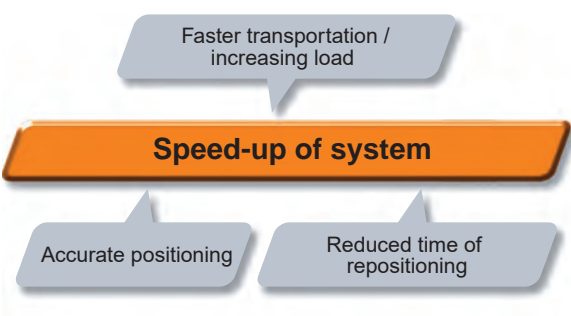 Faster transportation /
increasing load
Speed-up of system
Accurate positioning
Reduced time of
repositioning